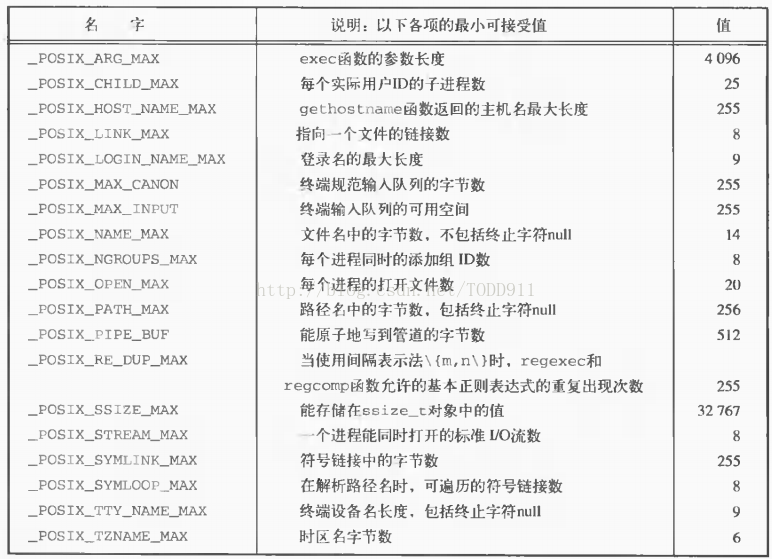 名 字 说明：以下各项的最小可接受值 值
_POSIX_ARG_MAX exec函数的参数长度 4 096
_POSIX_CHILD_MAX 每个实际用户ID的子进程数 25
_POSIX_HOST_NAME_MAX gethostname函数返回的主机名最大长度 255
_POSIX_LINK_MAX 指向一个文件的链接数 8
_POSIX_LOGIN_NAME_MAX 登录名的最大长度 9
_POSIX_MAX_CANON 终端规范输入队列的字节数 255
_POSIX_MAX_INPUT 终端输入队列的可用空间 255
_POSIX_NAME_MAX 文件名中的字节数，不包括终止字符null 14
_POSIX_NGROUPS_MAX 每个进程同时的添加组 ID数 8
_POSIX_OPEN_MAX 每个进程的打开文件数 20
http://blog.csdn.net/TODD911
_POSIX_PATH_MAX 路径名中的字节数，包括终止字符null 256
_POSIX_PIPE_BUF 能原子地写到管道的字节数 512
_POSIX_RE_DUP_MAX 当使用间隔表示法\{m,n\}时，regexec和
regcomp函数允许的基本正则表达式的重复出现次数 255
_POSIX_SSIZE_MAX 能存储在ssize_t对象中的值 32 767
_POSIX_STREAM_MAX 一个进程能同时打开的标准 I/O流数 8
_POSIX_SYMLINK_MAX 符号链接中的字节数 255
_POSIX_SYMLOOP_MAX 在解析路径名时，可遍历的符号链接数 8
_POSIX_TTY_NAME_MAX 终端设备名长度，包括终止字符null 9
_POSIX_TZNAME_MAX 时区名字节数 6